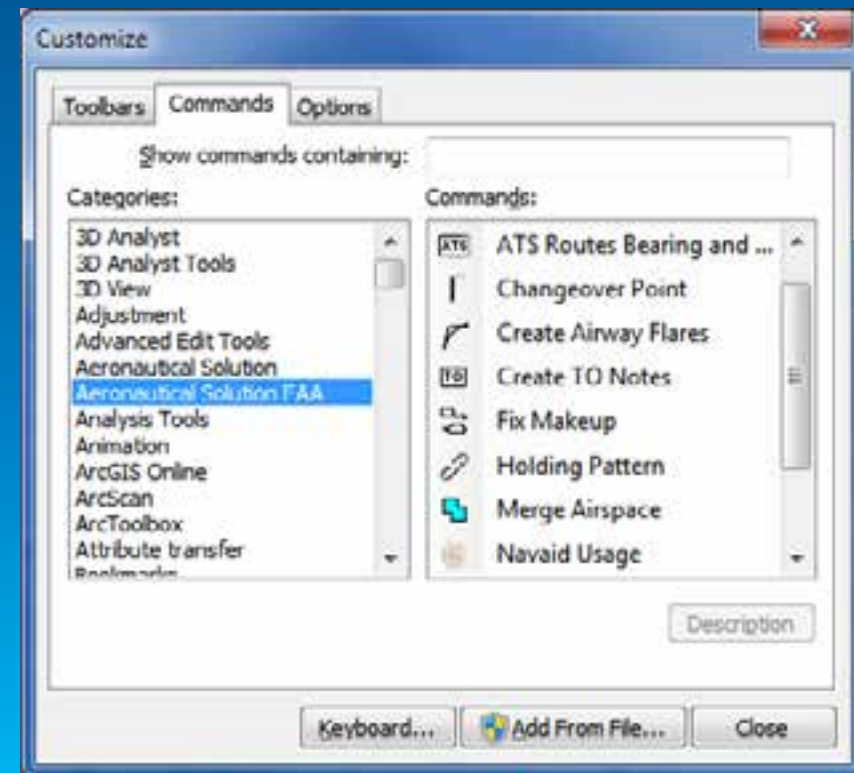 Customize
Toolbars Commands Options
Show commands containing:
Categories:
3D Analyst
3D Analyst Tools
3D View
Adjustment
Advanced Edit Tools
Aeronautical Solution
Aeronautical Solution FAA
Analysis Tools
Animation
ArcGIS Online
ArcScan
ArcToolbox
Attribute transfer
Bookmarks
Commands:
ATS ATS Routes Bearing and ...
Changeover Point
Create Airway Flares
TO Create TO Notes
Fix Makeup
Holding Pattern
Merge Airspace
Navaid Usage
Description
Keyboard... Add From File... Close